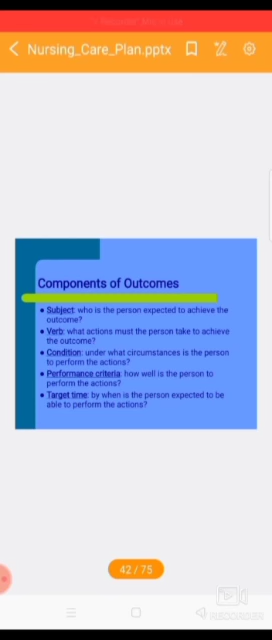 Nursing_Care_Plan.pptx
Components of Outcomes
• Subject: who is the person expected to achieve the
outcome?
• Verb: what actions must the person take to achieve
the outcome?
• Condition: under what circumstances is the person
to perform the actions?
• Performance criteria: how well is the person to
perform the actions?
• Target time: by when is the person expected to be
able to perform the actions?
42 / 75
RECORDER